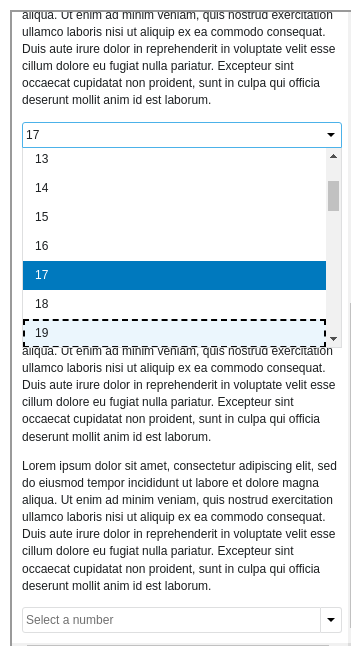 aliqua. Ut enim ad minim veniam, quis nostrud exercitation
ullamco laboris nisi ut aliquip ex ea commodo consequat.
Duis aute irure dolor in reprehenderit in voluptate velit esse
cillum dolore eu fugiat nulla pariatur. Excepteur sint
occaecat cupidatat non proident, sunt in culpa qui officia
deserunt mollit anim id est laborum.
17
13
14
15
16
17
18
19
aliqua. Ut enim ad minim veniam, quis nostrud exercitation
ullamco laboris nisi ut aliquip ex ea commodo consequat.
Duis aute irure dolor in reprehenderit in voluptate velit esse
cillum dolore eu fugiat nulla pariatur. Excepteur sint
occaecat cupidatat non proident, sunt in culpa qui officia
deserunt mollit anim id est laborum.
Lorem ipsum dolor sit amet, consectetur adipiscing elit, sed
do eiusmod tempor incididunt ut labore et dolore magna
aliqua. Ut enim ad minim veniam, quis nostrud exercitation
ullamco laboris nisi ut aliquip ex ea commodo consequat.
Duis aute irure dolor in reprehenderit in voluptate velit esse
cillum dolore eu fugiat nulla pariatur. Excepteur sint
occaecat cupidatat non proident, sunt in culpa qui officia
deserunt mollit anim id est laborum.
Select a number